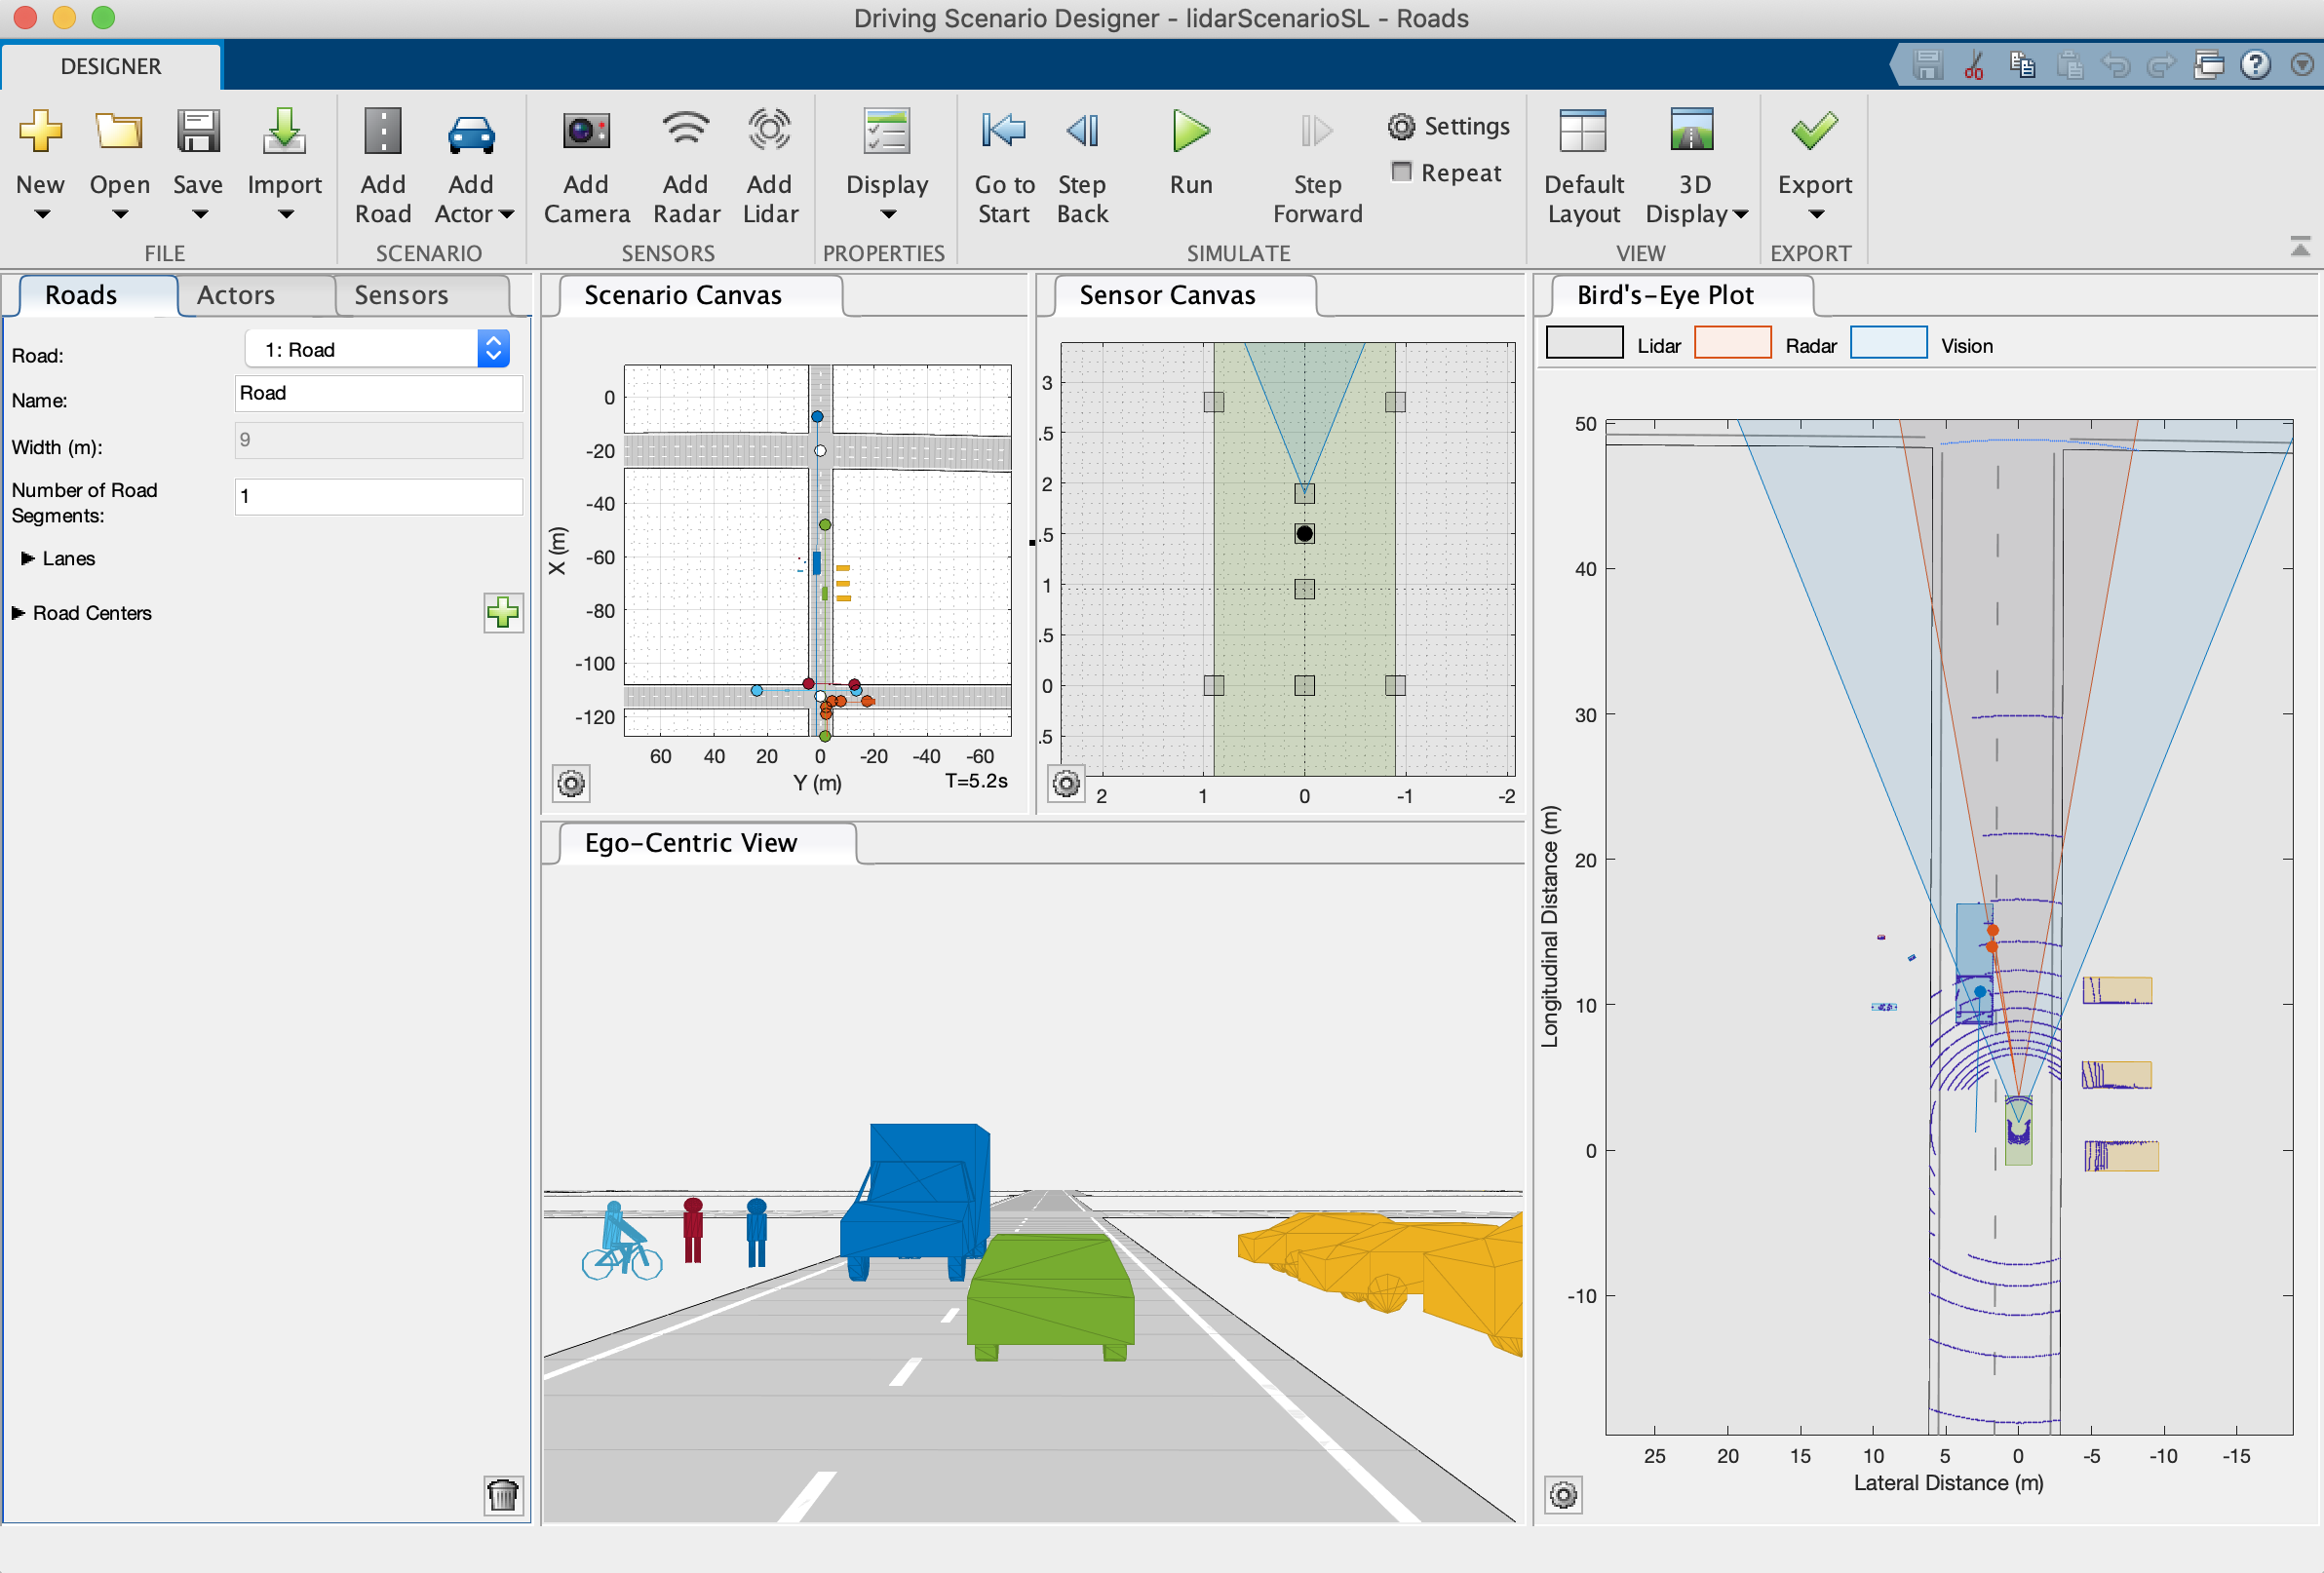 Driving Scenario Designer - lidarScenarioSL - Roads
DESIGNER
New
Open
Save
Import
Add Road
Add Actor
Add Camera
Add Radar
Add Lidar
Display
Go to Start
Step Back
Run
Step Forward
Settings
Repeat
Default Layout
3D Display
Export
FILE
SCENARIO
SENSORS
PROPERTIES
SIMULATE
VIEW
EXPORT
Roads
Actors
Sensors
Road:
1: Road
Name:
Road
Width (m):
9
Number of Road
Segments:
1
Lanes
Road Centers
Scenario Canvas
0
-20
-40
-60
-80
-100
-120
X (m)
60 40 20 0 -20 -40 -60
Y (m)
T=5.2s
Sensor Canvas
3
.5
2
.5
1
.5
0
.5
2 1 0 -1 -2
Ego-Centric View
Bird's-Eye Plot
Lidar
Radar
Vision
50
40
30
20
10
0
-10
Longitudinal Distance (m)
25 20 15 10 5 0 -5 -10 -15
Lateral Distance (m)